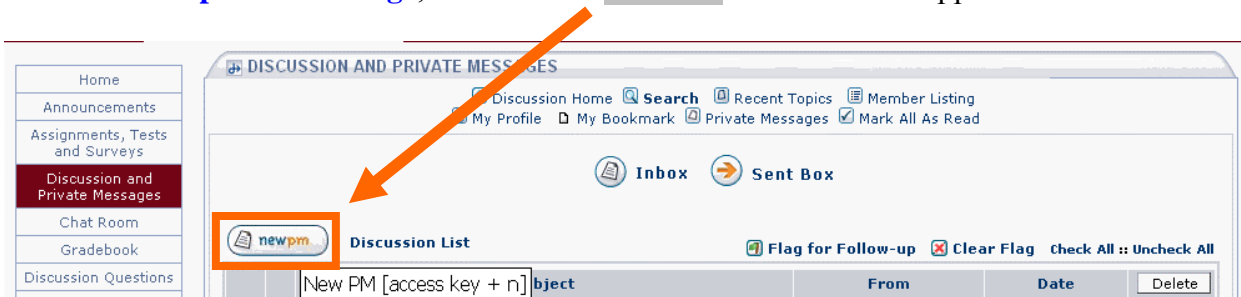 Home
Announcements
Assignments, Tests
and Surveys
Discussion and
Private Messages
Chat Room
Gradebook
Discussion Questions
DISCUSSION AND PRIVATE MESSAGES
Discussion Home Search Recent Topics Member Listing
My Profile My Bookmark Private Messages Mark All As Read
Inbox Sent Box
newpm Discussion List Flag for Follow-up Clear Flag Check All :: Uncheck All
New PM [access key + n] bject From Date Delete